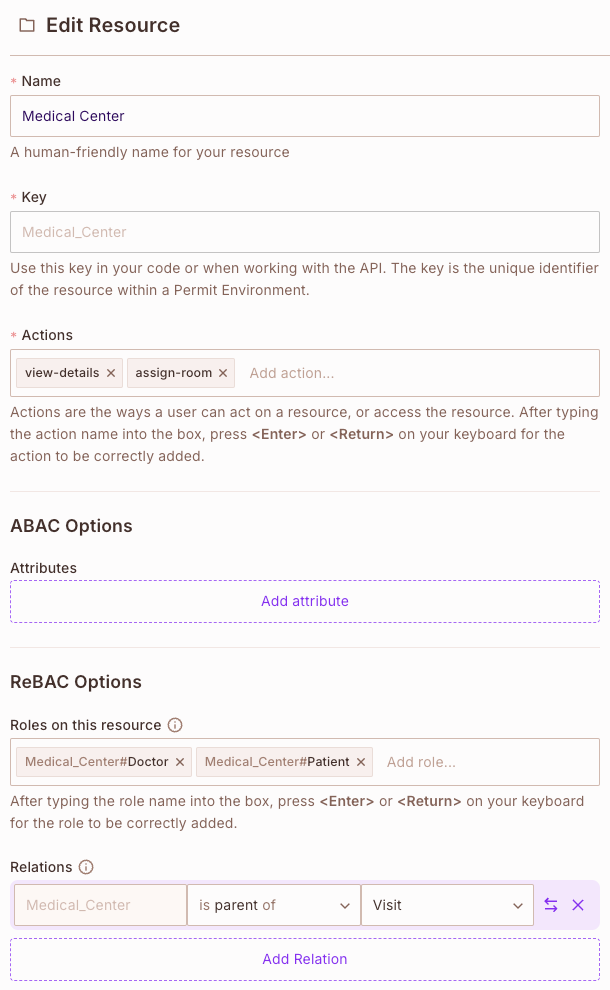 Edit Resource
* Name
Medical Center
A human-friendly name for your resource
* Key
Medical_Center
Use this key in your code or when working with the API. The key is the unique identifier
of the resource within a Permit Environment.
* Actions
view-details × assign-room × Add action...
Actions are the ways a user can act on a resource, or access the resource. After typing
the action name into the box, press <Enter> or <Return> on your keyboard for the
action to be correctly added.
ABAC Options
Attributes
Add attribute
ReBAC Options
Roles on this resource
Medical_Center#Doctor × Medical_Center#Patient × Add role...
After typing the role name into the box, press <Enter> or <Return> on your keyboard
for the role to be correctly added.
Relations
Medical_Center is parent of Visit
Add Relation